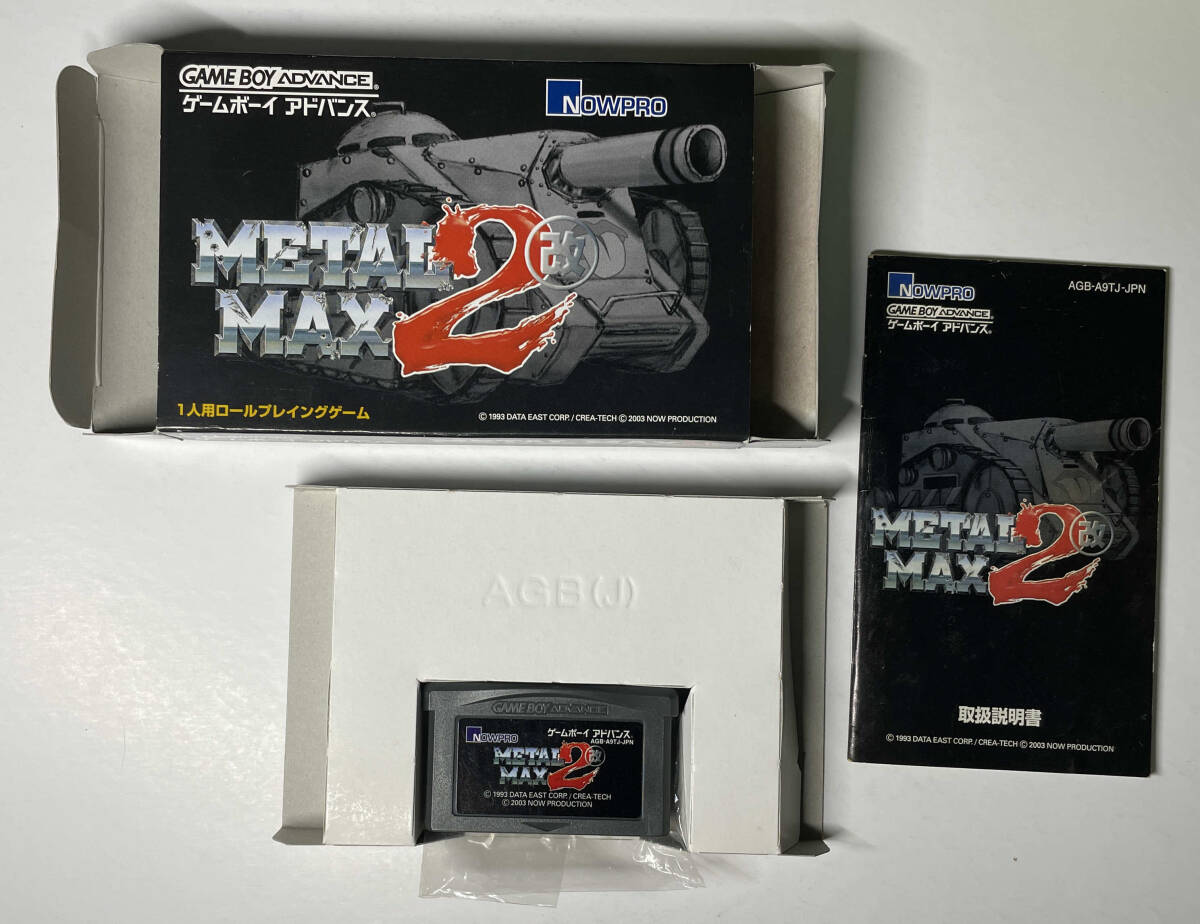 GAME BOY ADVANCE®
ゲームボーイ アドバンス®
NOWPRO
METAL
MAX 2 改
1人用ロールプレイングゲーム
© 1993 DATA EAST CORP. / CREA-TECH © 2003 NOW PRODUCTION
NOWPRO
AGB-A9TJ-JPN
GAME BOY ADVANCE®
ゲームボーイ アドバンス®
METAL
MAX 2 改
取扱説明書
© 1993 DATA EAST CORP. / CREA-TECH © 2003 NOW PRODUCTION
AGB(J)
GAME BOY ADVANCE
NOWPRO
ゲームボーイ アドバンス®
AGB-A9TJ-JPN
METAL
MAX 2 改
© 1993 DATA EAST CORP. / CREA-TECH
© 2003 NOW PRODUCTION